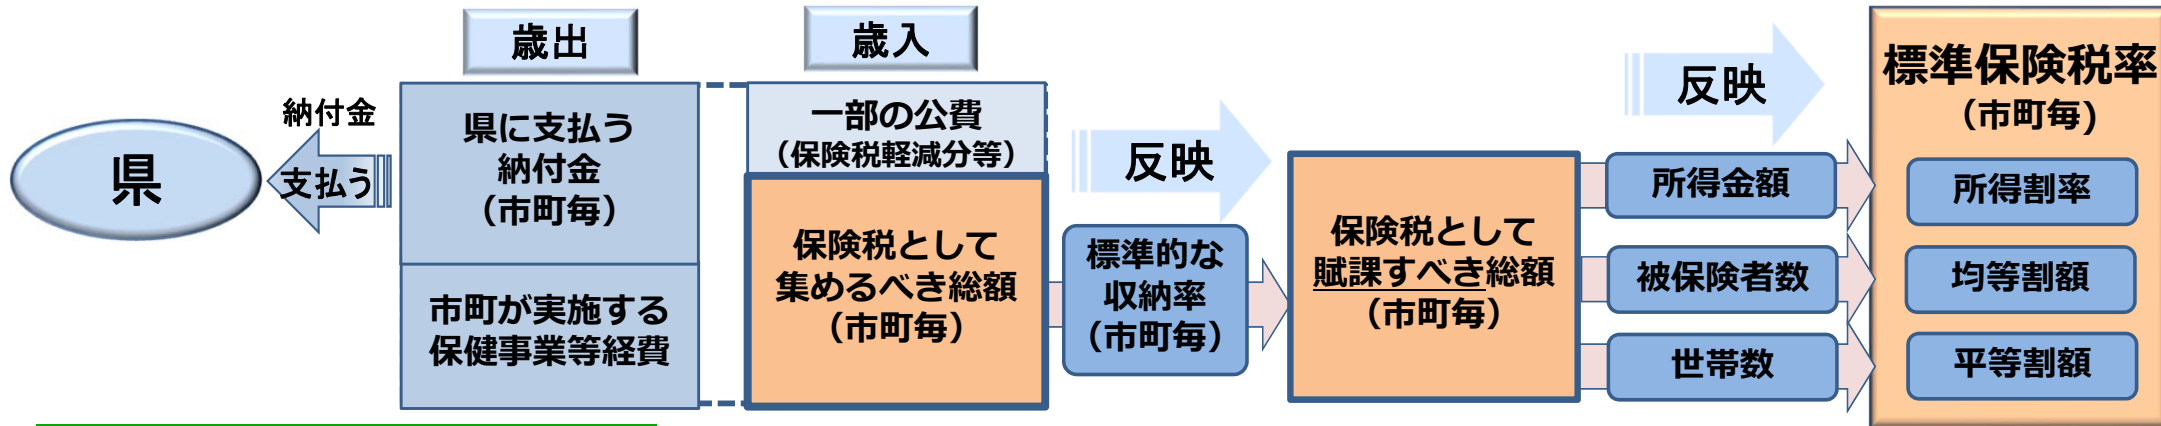 県
納付金
支払う
歳出
県に支払う
納付金
（市町毎）
市町が実施する
保健事業等経費
歳入
一部の公費
（保険税軽減分等）
保険税として
集めるべき総額
（市町毎）
反映
標準的な
収納率
（市町毎）
保険税として
賦課すべき総額
（市町毎）
反映
所得金額
被保険者数
世帯数
標準保険税率
（市町毎)
所得割率
均等割額
平等割額